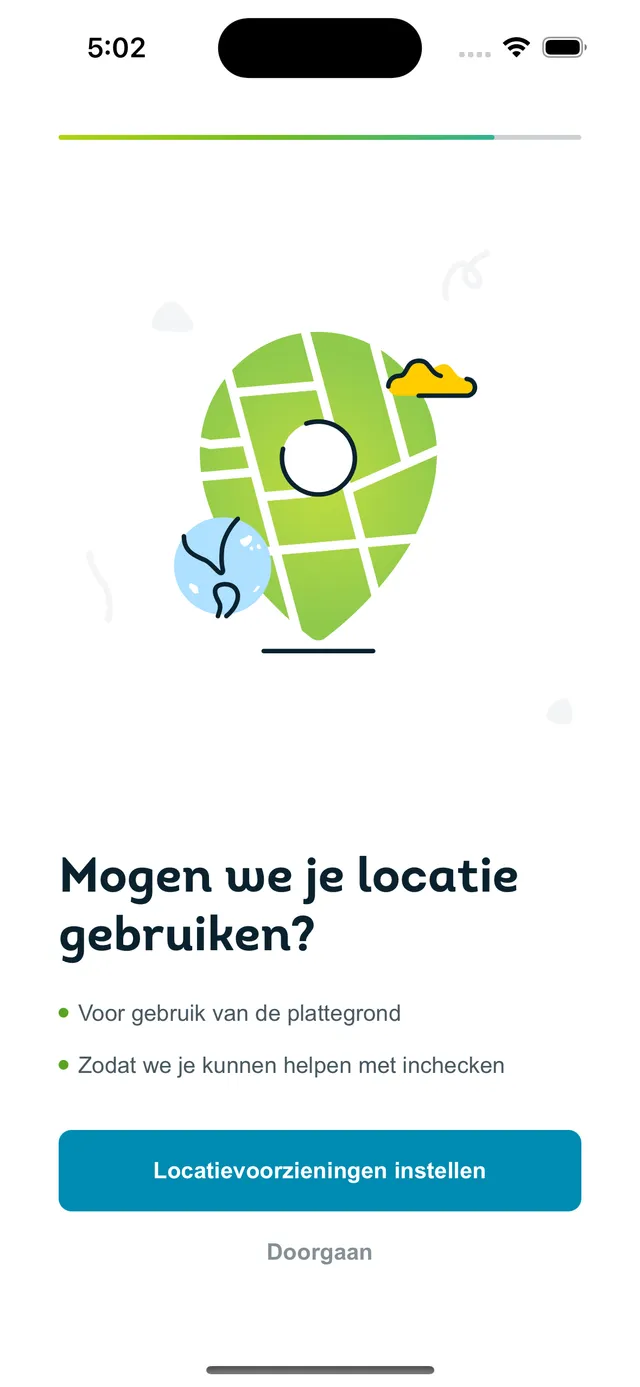 5:02
Mogen we je locatie
gebruiken?
Voor gebruik van de plattegrond
Zodat we je kunnen helpen met inchecken
Locatievoorzieningen instellen
Doorgaan